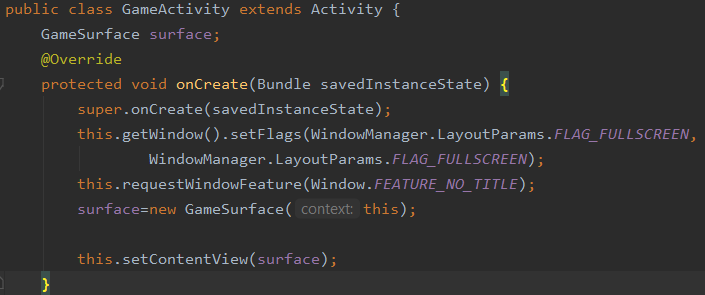 public class GameActivity extends Activity {
GameSurface surface;
@Override
protected void onCreate(Bundle savedInstanceState) {
super.onCreate(savedInstanceState);
this.getWindow().setFlags(WindowManager.LayoutParams.FLAG_FULLSCREEN,
WindowManager.LayoutParams.FLAG_FULLSCREEN);
this.requestWindowFeature(Window.FEATURE_NO_TITLE);
surface=new GameSurface( context: this);
this.setContentView(surface);
}